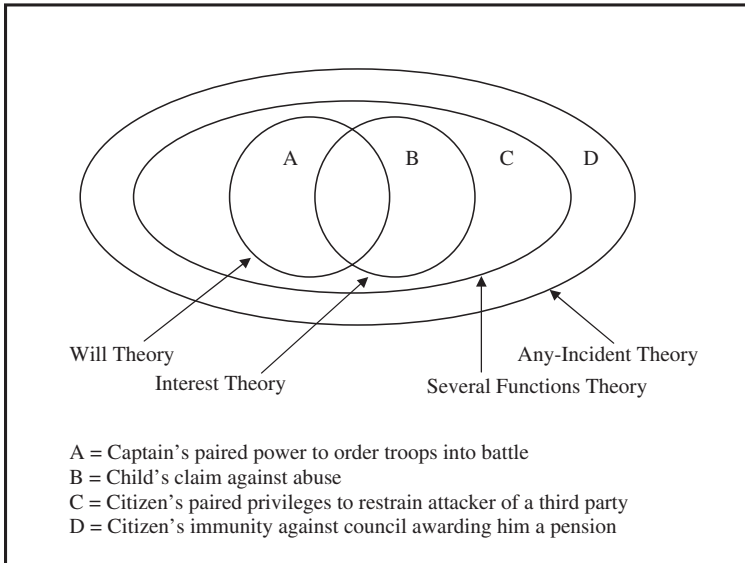 A B C D
Will Theory
Interest Theory
Several Functions Theory
Any-Incident Theory
A = Captain’s paired power to order troops into battle
B = Child’s claim against abuse
C = Citizen’s paired privileges to restrain attacker of a third party
D = Citizen’s immunity against council awarding him a pension